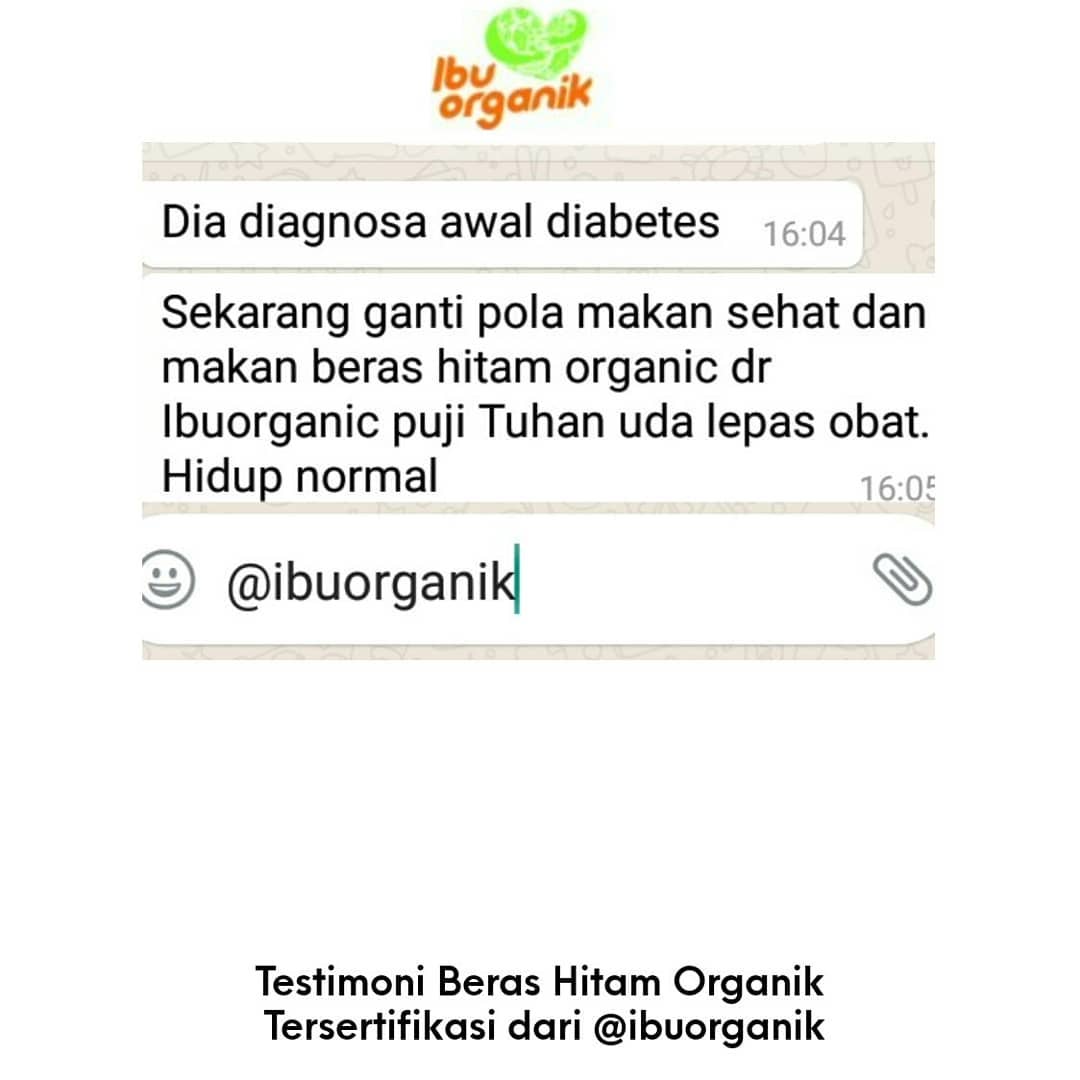 Ibu
organik
Dia diagnosa awal diabetes
16:04
Sekarang ganti pola makan sehat dan
makan beras hitam organic dr
Ibuorganic puji Tuhan uda lepas obat.
Hidup normal
16:05
@ibuorganik
Testimoni Beras Hitam Organik
Tersertifikasi dari @ibuorganik